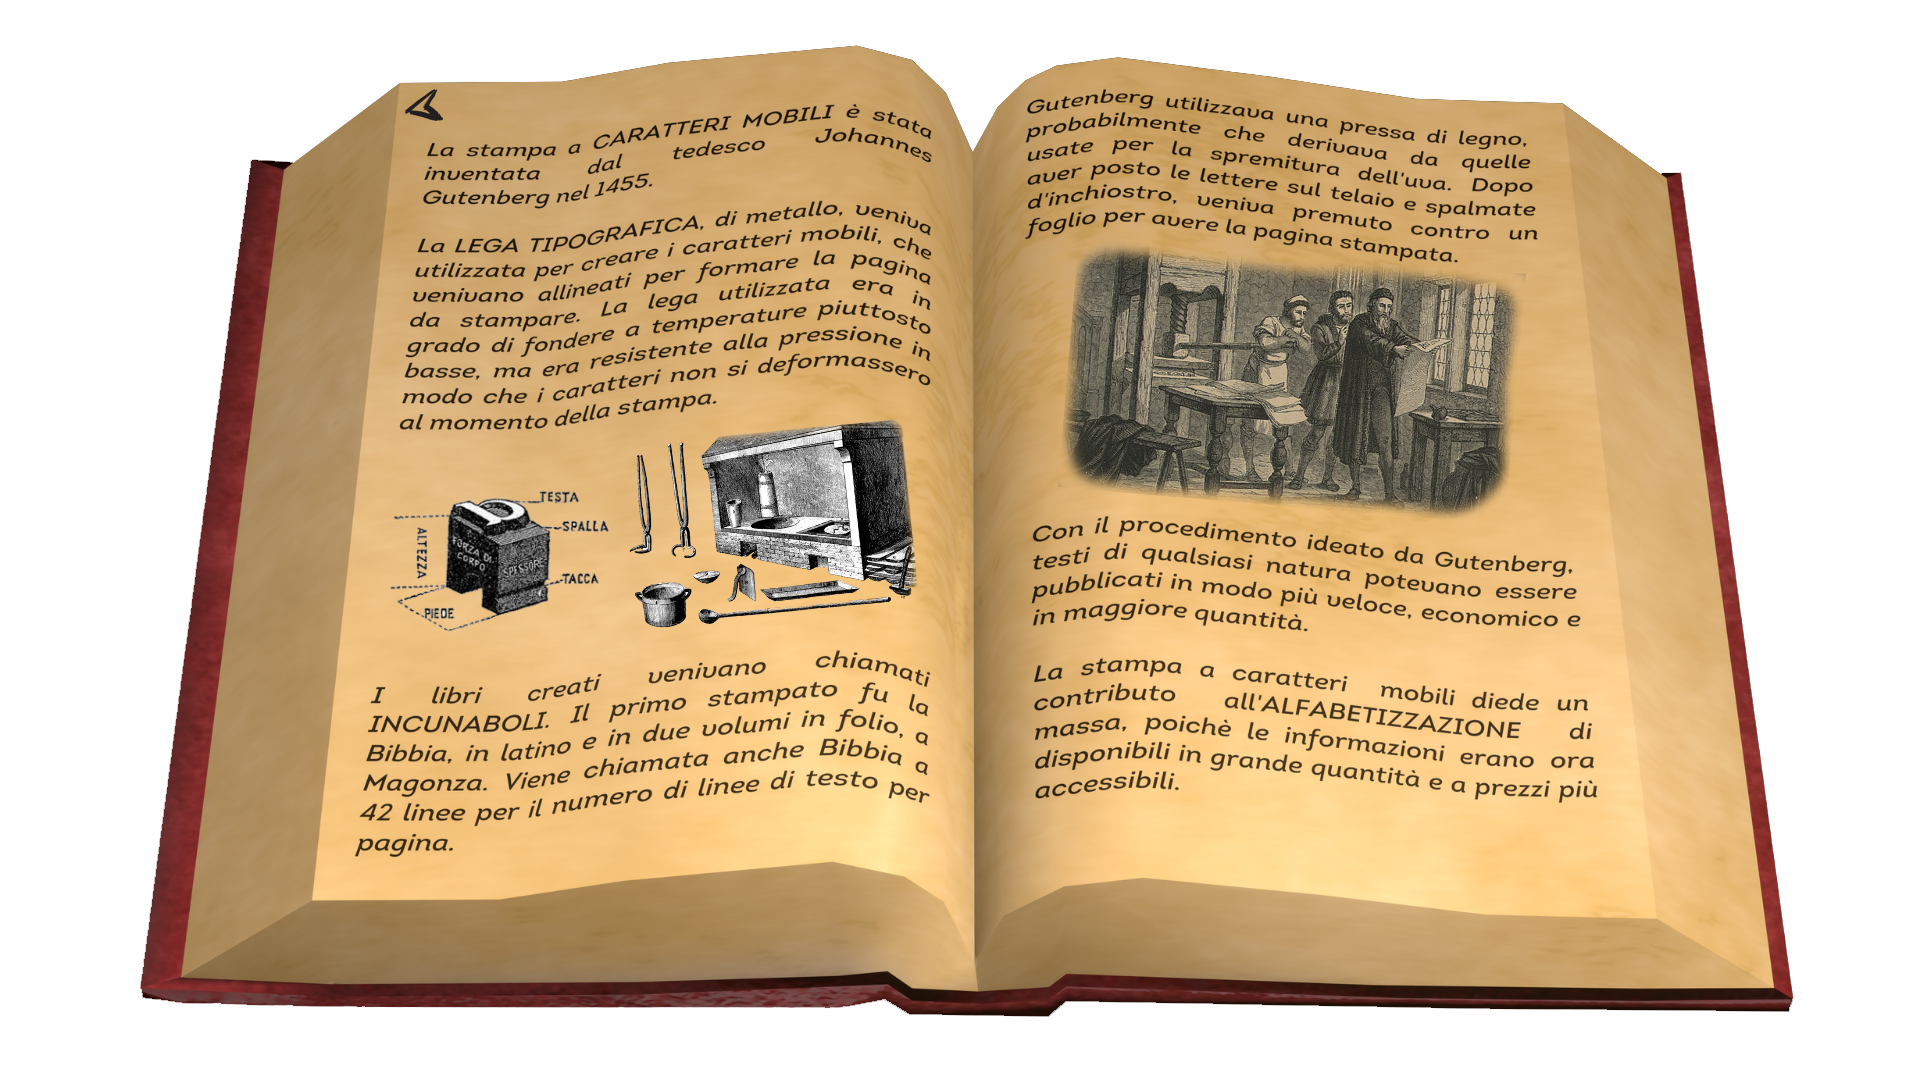 La stampa a CARATTERI MOBILI è stata
inventata dal tedesco Johannes
Gutenberg nel 1455.
La LEGA TIPOGRAFICA, di metallo, veniva
utilizzata per creare i caratteri mobili, che
venivano allineati per formare la pagina
da stampare. La lega utilizzata era in
grado di fondere a temperature piuttosto
basse, ma era resistente alla pressione in
modo che i caratteri non si deformassero
al momento della stampa.
TESTA
SPALLA
ALTEZZA
FORZA DI
CORPO
SPESSORE
TACCA
PIEDE
I libri creati venivano chiamati
INCUNABOLI. Il primo stampato fu la
Bibbia, in latino e in due volumi in folio, a
Magonza. Viene chiamata anche Bibbia a
42 linee per il numero di linee di testo per
pagina.
Gutenberg utilizzava una pressa di legno,
probabilmente che derivava da quelle
usate per la spremitura dell'uva. Dopo
aver posto le lettere sul telaio e spalmate
d'inchiostro, veniva premuto contro un
foglio per avere la pagina stampata.
Con il procedimento ideato da Gutenberg,
testi di qualsiasi natura potevano essere
pubblicati in modo più veloce, economico e
in maggiore quantità.
La stampa a caratteri mobili diede un
contributo all'ALFABETIZZAZIONE di
massa, poichè le informazioni erano ora
disponibili in grande quantità e a prezzi più
accessibili.